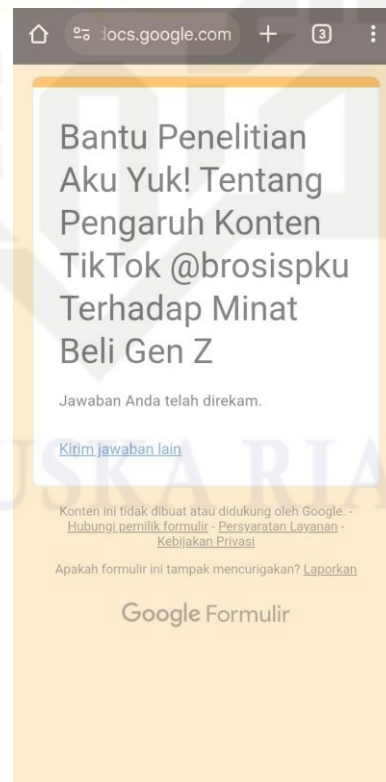 docs.google.com
3
Bantu Penelitian
Aku Yuk! Tentang
Pengaruh Konten
TikTok @brosispku
Terhadap Minat
Beli Gen Z
Jawaban Anda telah direkam.
Kirim jawaban lain
Konten ini tidak dibuat atau didukung oleh Google. -
Hubungi pemilik formulir - Persyaratan Layanan -
Kebijakan Privasi
Apakah formulir ini tampak mencurigakan? Laporkan
Google Formulir
USKA RIA